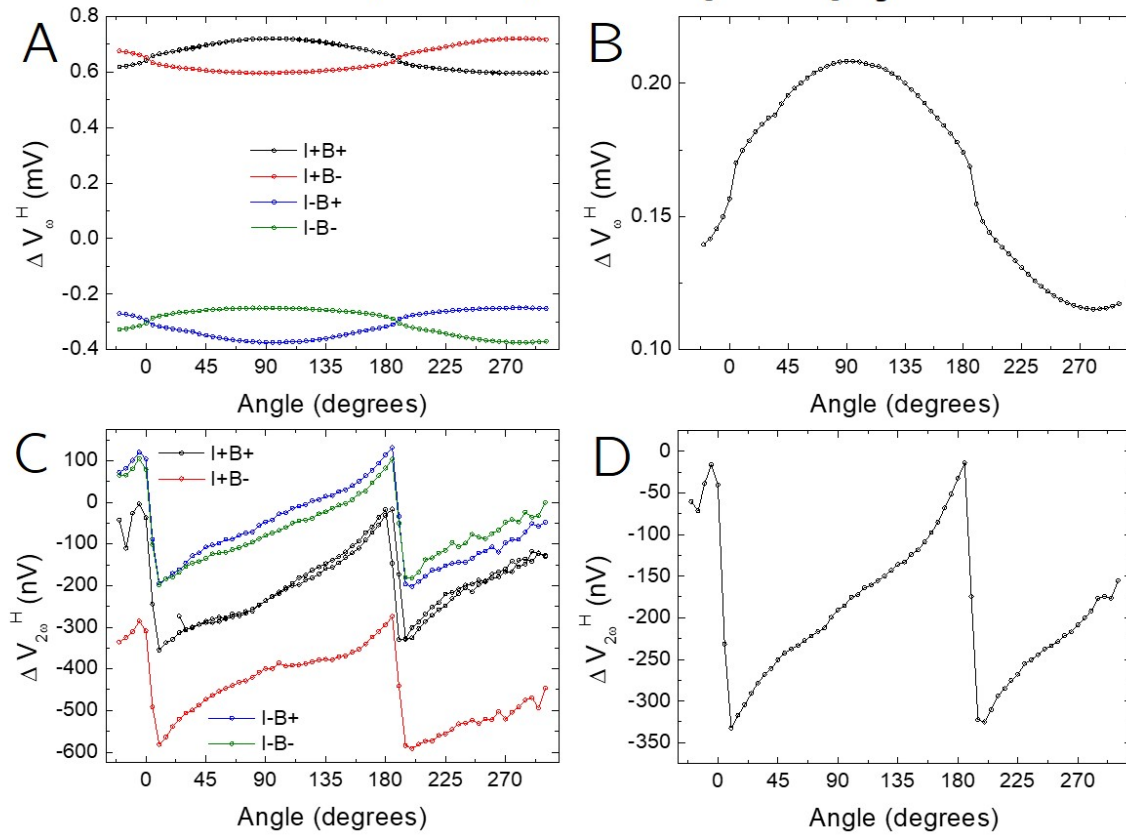 A
0.8
0.6
0.4
0.2
0.0
-0.2
-0.4
Δ V_ω^H (mV)
I+B+
I+B-
I-B+
I-B-
0 45 90 135 180 225 270
Angle (degrees)
B
0.20
0.15
0.10
Δ V_ω^H (mV)
0 45 90 135 180 225 270
Angle (degrees)
C
100
0
-100
-200
-300
-400
-500
-600
Δ V_2ω^H (nV)
I+B+
I+B-
I-B+
I-B-
0 45 90 135 180 225 270
Angle (degrees)
D
0
-50
-100
-150
-200
-250
-300
-350
Δ V_2ω^H (nV)
0 45 90 135 180 225 270
Angle (degrees)